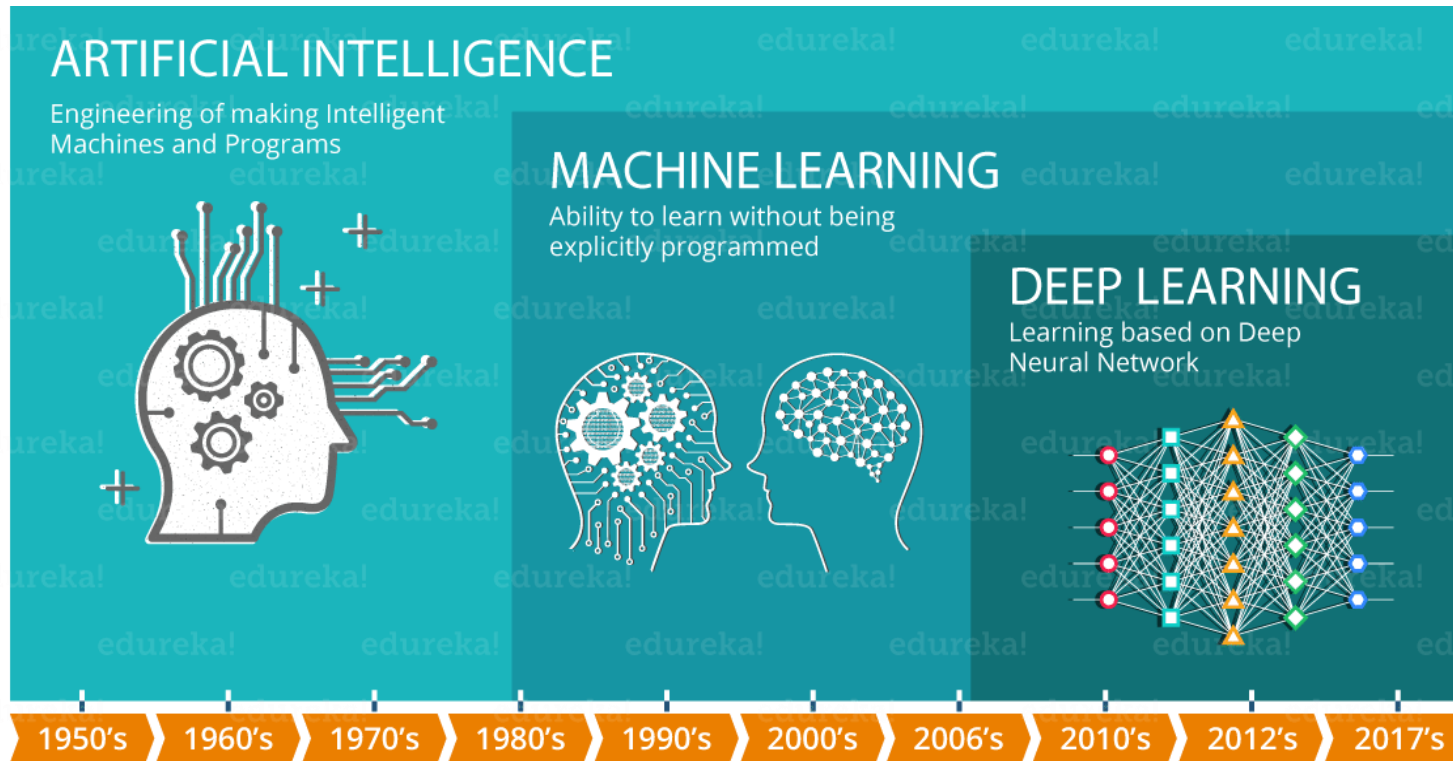 ARTIFICIAL INTELLIGENCE
Engineering of making Intelligent
Machines and Programs
MACHINE LEARNING
Ability to learn without being
explicitly programmed
DEEP LEARNING
Learning based on Deep
Neural Network
1950's 1960's 1970's 1980's 1990's 2000's 2006's 2010's 2012's 2017's
edureka!